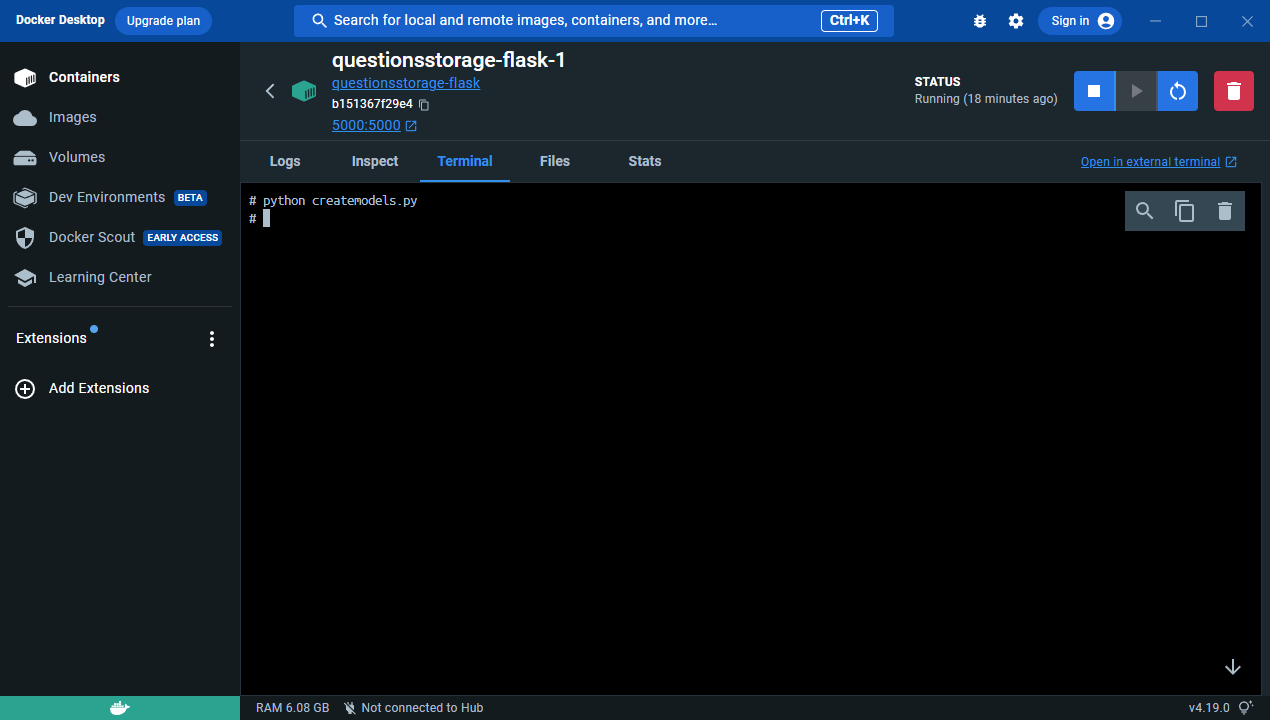 Docker Desktop
Upgrade plan
Search for local and remote images, containers, and more...
Ctrl+K
Sign in
Containers
Images
Volumes
Dev Environments BETA
Docker Scout EARLY ACCESS
Learning Center
Extensions
Add Extensions
questionsstorage-flask-1
questionsstorage-flask
b151367f29e4
5000:5000
STATUS
Running (18 minutes ago)
Logs
Inspect
Terminal
Files
Stats
Open in external terminal
# python createmodels.py
#
RAM 6.08 GB
Not connected to Hub
v4.19.0